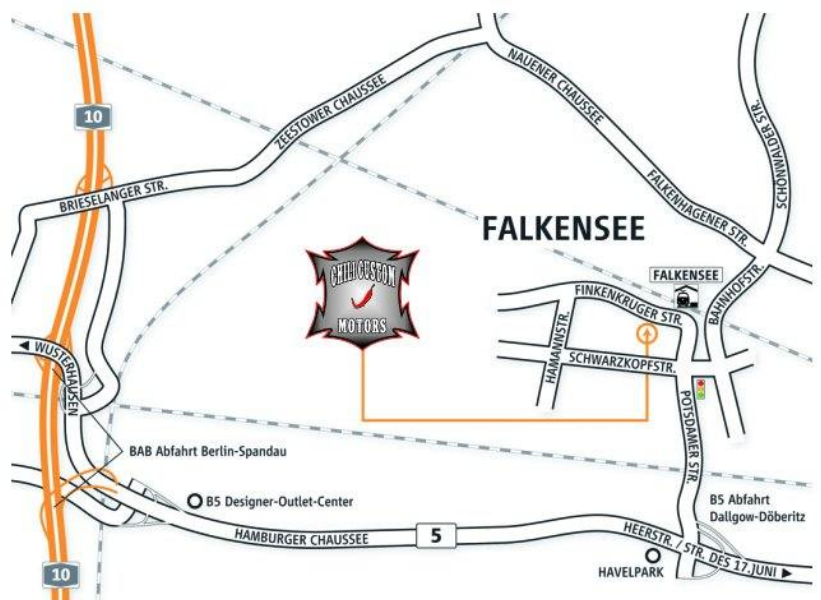 10
ZEESTOWER CHAUSSEE
NAUENER CHAUSSEE
SCHÖNWALDER STR.
BRIESELANGER STR.
FALKENHAGENER STR.
FALKENSEE
CHILI CUSTOM
MOTORS
FALKENSEE
BAHNHOFSTR.
FINKENKRUGER STR.
HAMANNSTR.
SCHWARZKOPFSTR.
WUSTERHAUSEN
POTSDAMER STR.
BAB Abfahrt Berlin-Spandau
B5 Designer-Outlet-Center
B5 Abfahrt
Dallgow-Döberitz
HAMBURGER CHAUSSEE
5
HEERSTR. / STR. DES 17.JUNI
HAVELPARK
10